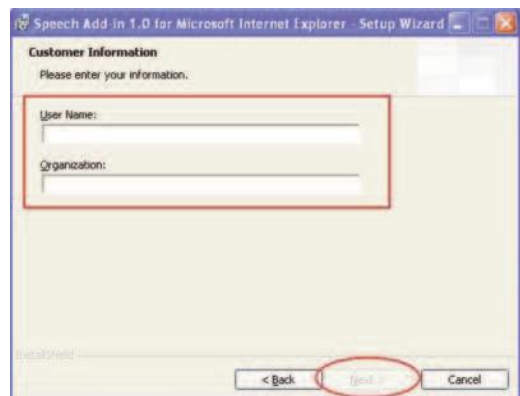 Speech Add-in 1.0 for Microsoft Internet Explorer - Setup Wizard
Customer Information
Please enter your information.
User Name:
Organization:
InstallShield
< Back
Next >
Cancel